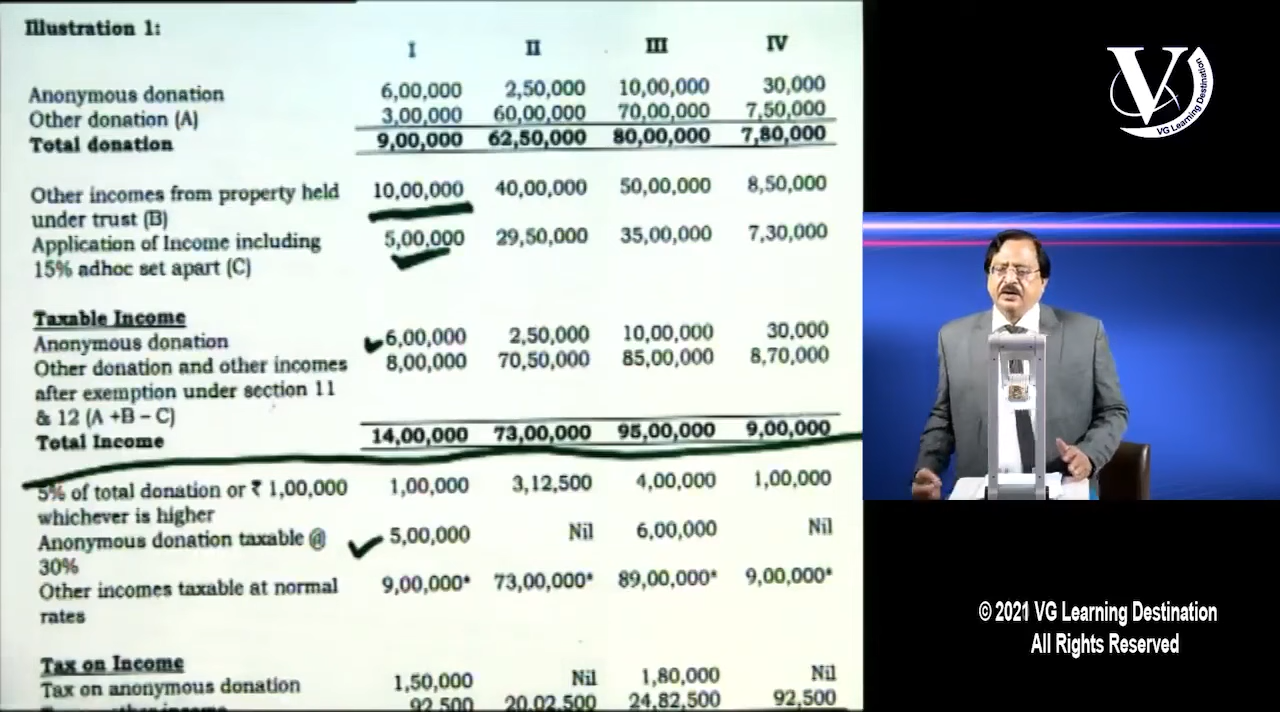 Illustration 1:
I II III IV
Anonymous donation 6,00,000 2,50,000 10,00,000 30,000
Other donation (A) 3,00,000 60,00,000 70,00,000 7,50,000
Total donation 9,00,000 62,50,000 80,00,000 7,80,000
Other incomes from property held 10,00,000 40,00,000 50,00,000 8,50,000
under trust (B)
Application of Income including 5,00,000 29,50,000 35,00,000 7,30,000
15% adhoc set apart (C)
Taxable Income
Anonymous donation 6,00,000 2,50,000 10,00,000 30,000
Other donation and other incomes 8,00,000 70,50,000 85,00,000 8,70,000
after exemption under section 11
& 12 (A +B – C)
Total Income 14,00,000 73,00,000 95,00,000 9,00,000
5% of total donation or ₹ 1,00,000 1,00,000 3,12,500 4,00,000 1,00,000
whichever is higher
Anonymous donation taxable @ 5,00,000 Nil 6,00,000 Nil
30%
Other incomes taxable at normal 9,00,000* 73,00,000* 89,00,000* 9,00,000*
rates
Tax on Income
Tax on anonymous donation 1,50,000 Nil 1,80,000 Nil
92,500 20,02,500 24,82,500 92,500
V
VG Learning Destination
© 2021 VG Learning Destination
All Rights Reserved